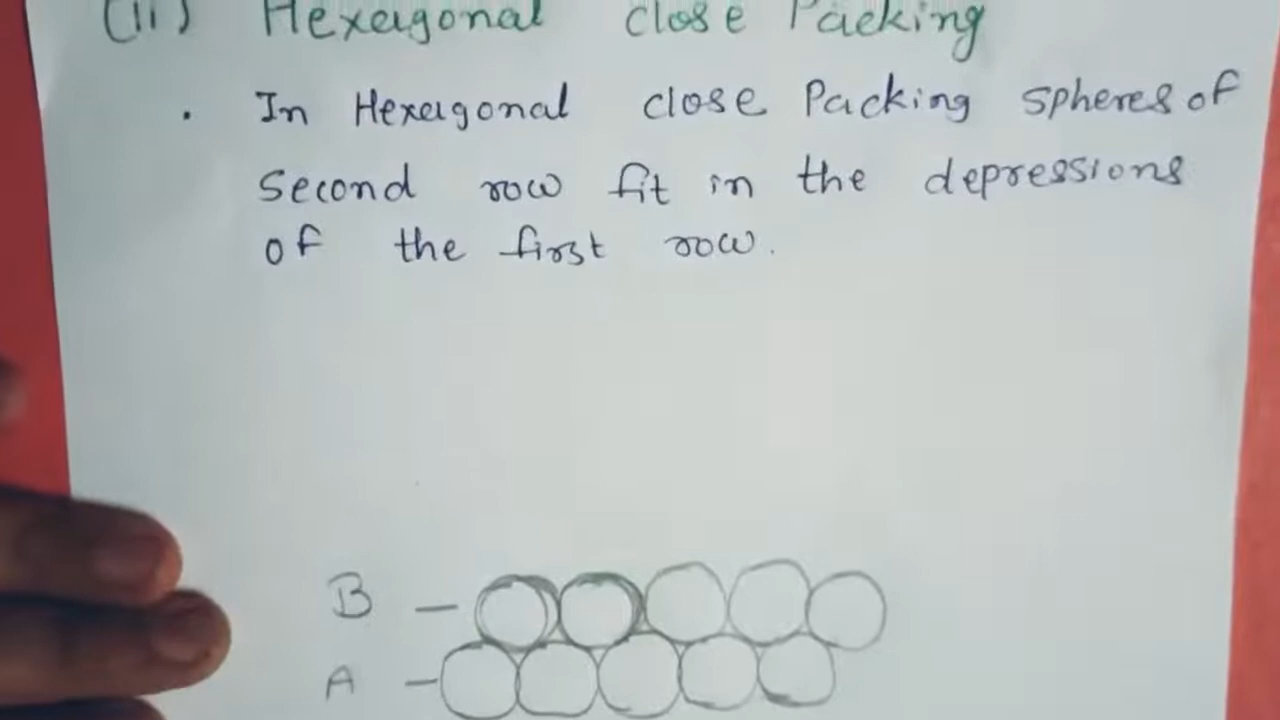 (ii) Hexagonal close Packing
. In Hexagonal close Packing spheres of
second row fit in the depressions
of the first row.
B –
A –